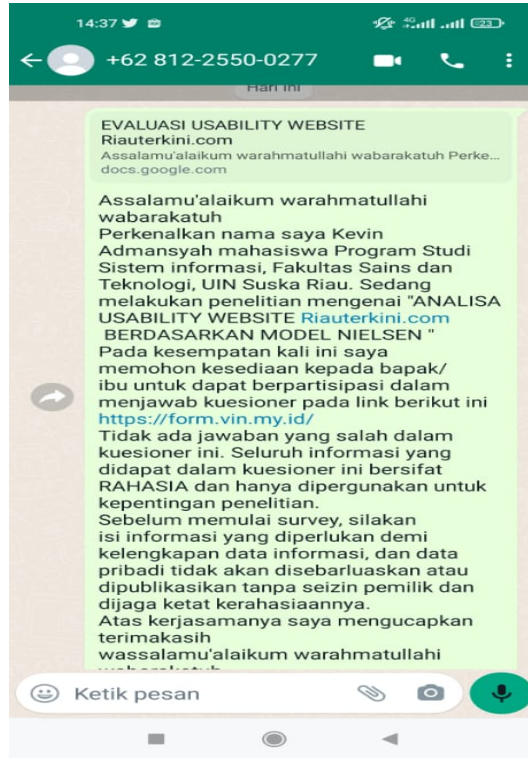 14:37
4G
23
+62 812-2550-0277
Hari ini
EVALUASI USABILITY WEBSITE
Riauterkini.com
Assalamu'alaikum warahmatullahi wabarakatuh Perke...
docs.google.com
Assalamu'alaikum warahmatullahi
wabarakatuh
Perkenalkan nama saya Kevin
Admansyah mahasiswa Program Studi
Sistem informasi, Fakultas Sains dan
Teknologi, UIN Suska Riau. Sedang
melakukan penelitian mengenai "ANALISA
USABILITY WEBSITE Riauterkini.com
BERDASARKAN MODEL NIELSEN "
Pada kesempatan kali ini saya
memohon kesediaan kepada bapak/
ibu untuk dapat berpartisipasi dalam
menjawab kuesioner pada link berikut ini
https://form.vin.my.id/
Tidak ada jawaban yang salah dalam
kuesioner ini. Seluruh informasi yang
didapat dalam kuesioner ini bersifat
RAHASIA dan hanya dipergunakan untuk
kepentingan penelitian.
Sebelum memulai survey, silakan
isi informasi yang diperlukan demi
kelengkapan data informasi, dan data
pribadi tidak akan disebarluaskan atau
dipublikasikan tanpa seizin pemilik dan
dijaga ketat kerahasiaannya.
Atas kerjasamanya saya mengucapkan
terimakasih
wassalamu'alaikum warahmatullahi
Ketik pesan